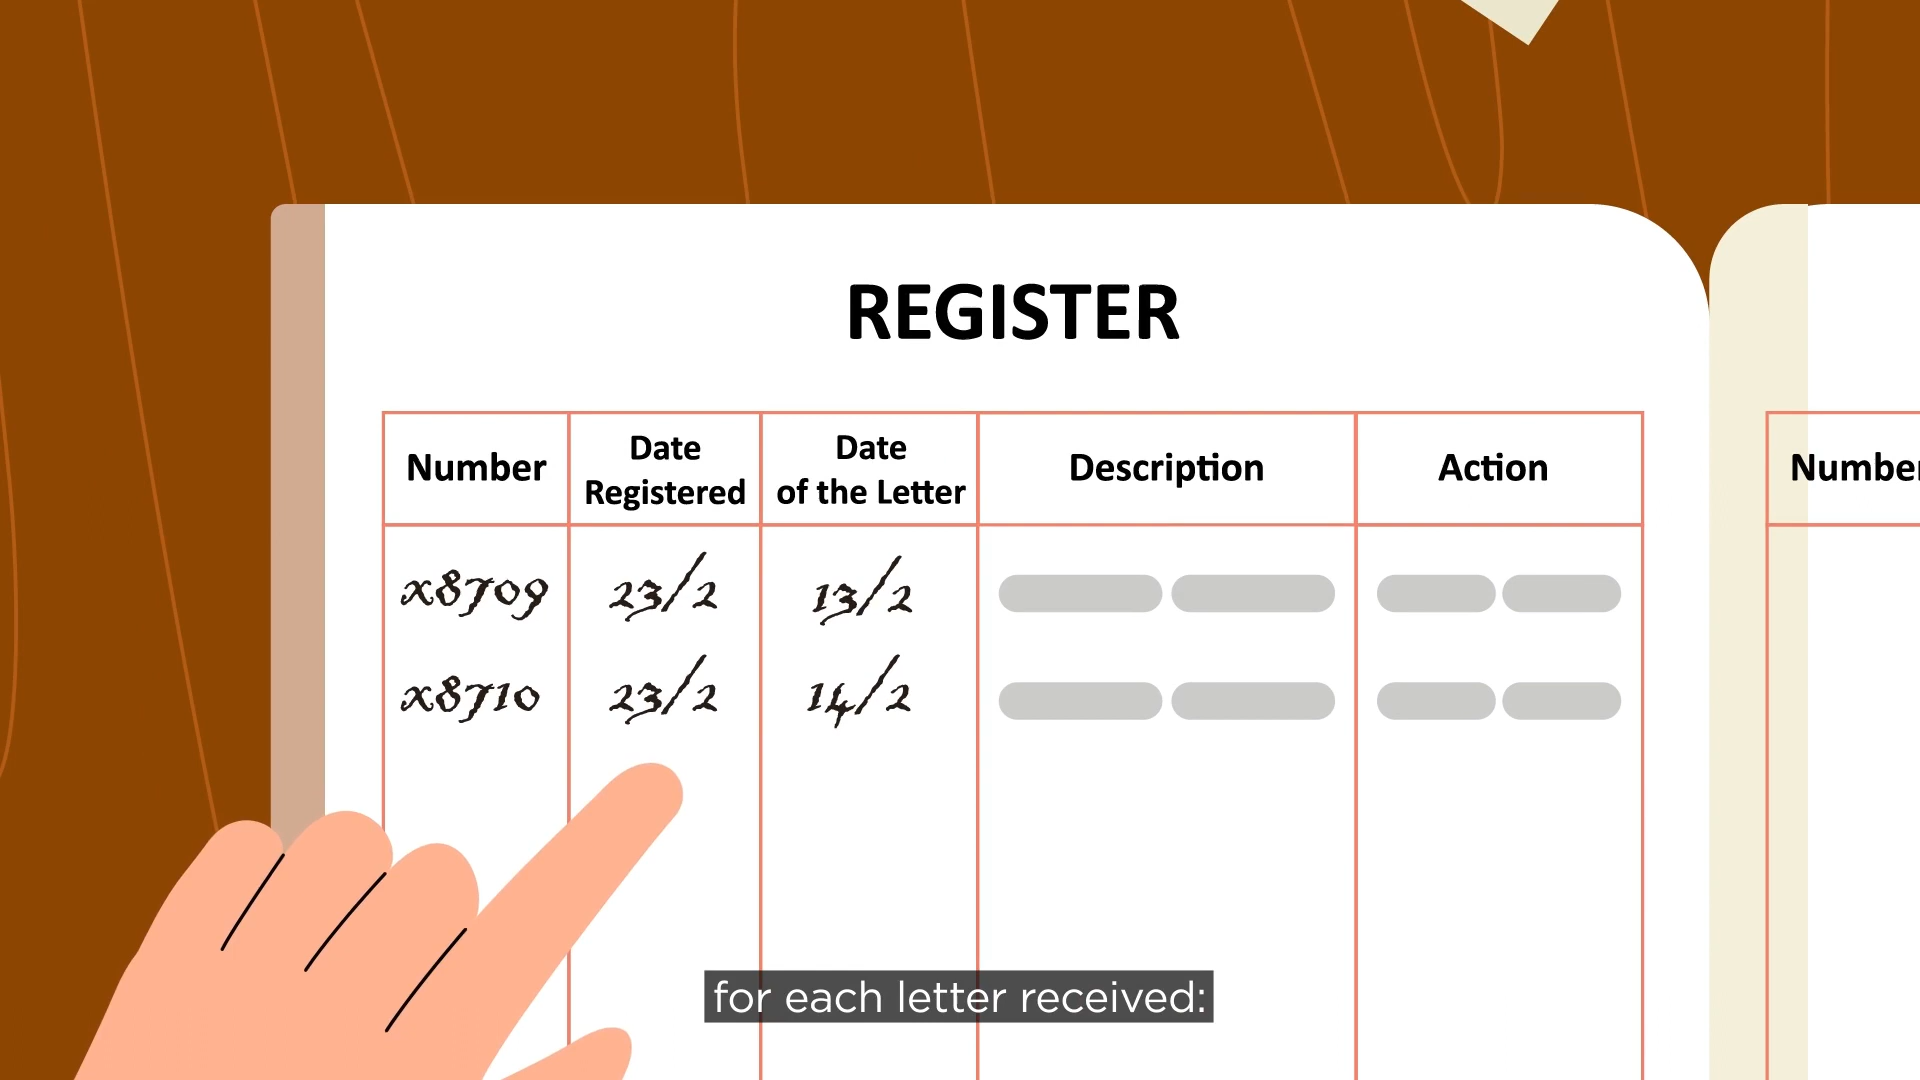 REGISTER
Number
Date
Registered
Date
of the Letter
Description
Action
Number
x8709 23/2 13/2
x8710 23/2 14/2
for each letter received: